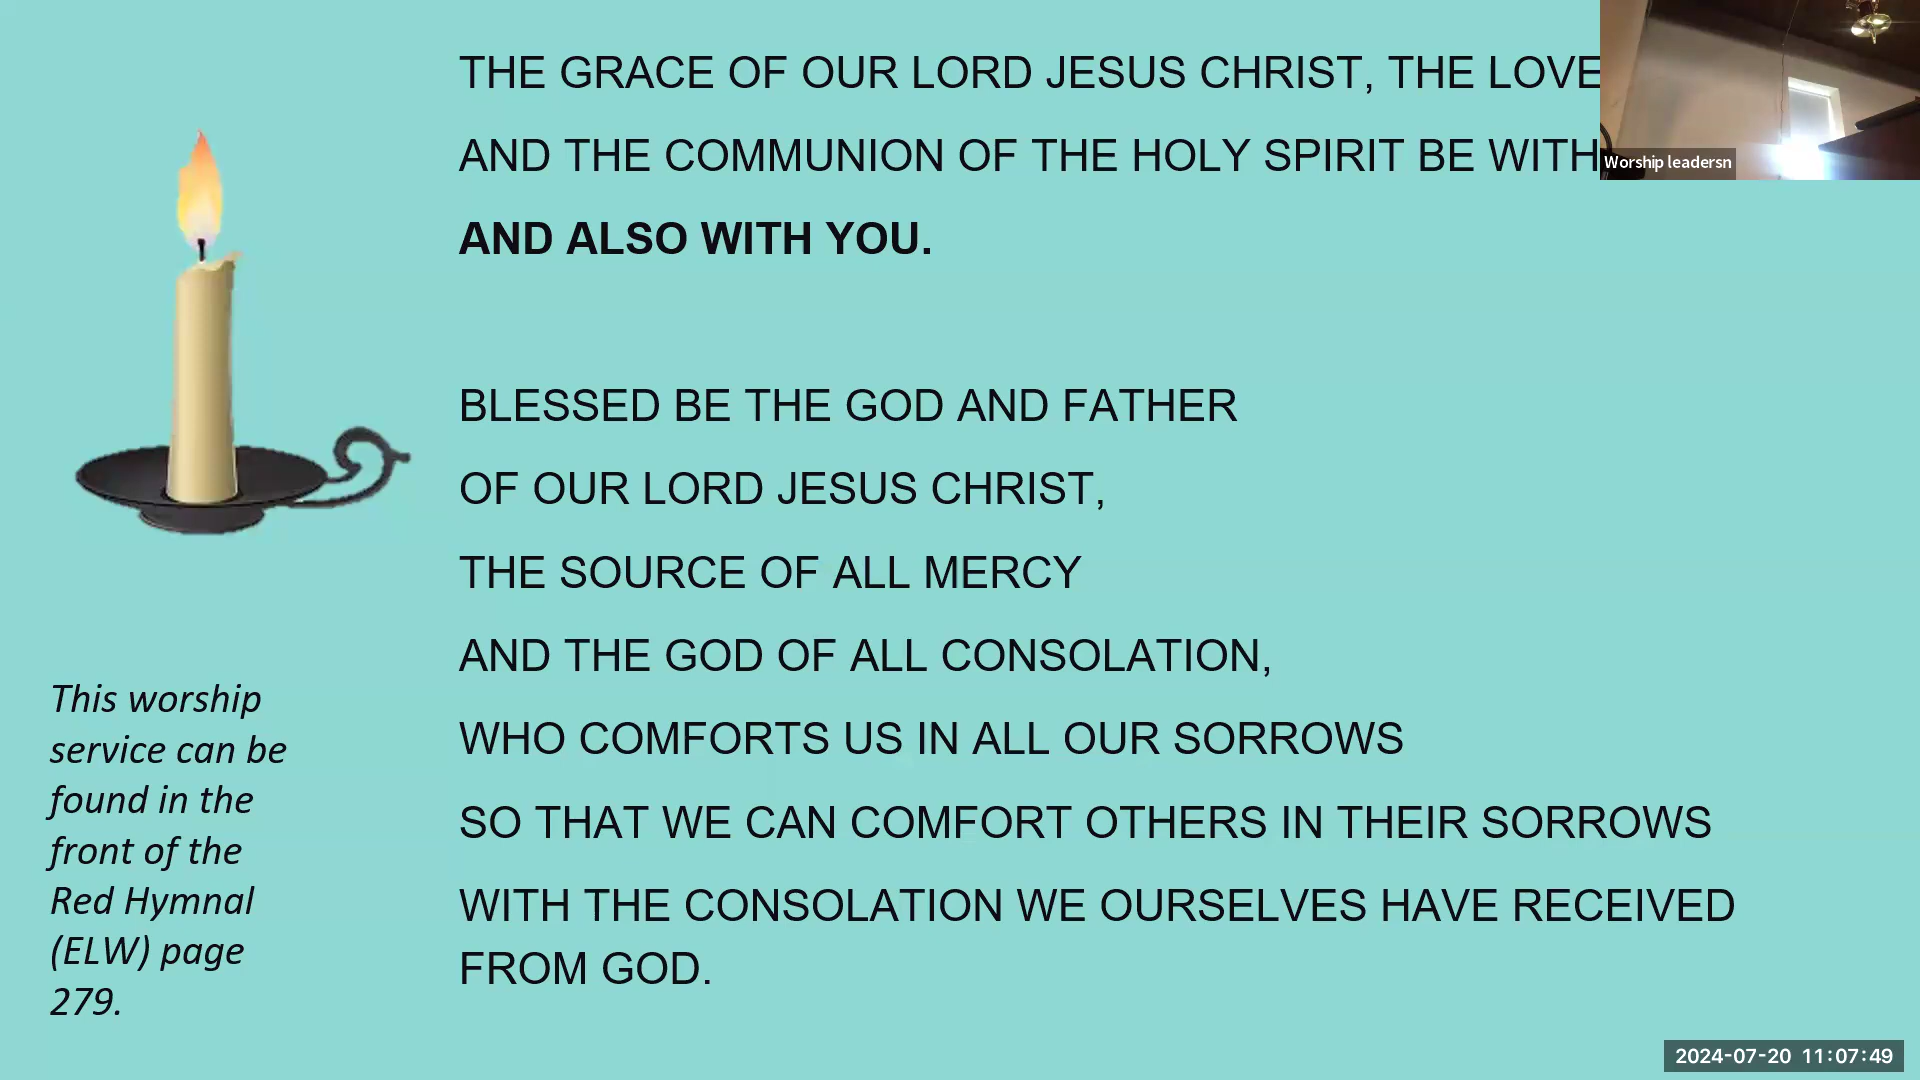 THE GRACE OF OUR LORD JESUS CHRIST, THE LOVE
AND THE COMMUNION OF THE HOLY SPIRIT BE WITH
AND ALSO WITH YOU.
BLESSED BE THE GOD AND FATHER
OF OUR LORD JESUS CHRIST,
THE SOURCE OF ALL MERCY
AND THE GOD OF ALL CONSOLATION,
WHO COMFORTS US IN ALL OUR SORROWS
SO THAT WE CAN COMFORT OTHERS IN THEIR SORROWS
WITH THE CONSOLATION WE OURSELVES HAVE RECEIVED
FROM GOD.
This worship
service can be
found in the
front of the
Red Hymnal
(ELW) page
279.
Worship leadersn
2024-07-20 11:07:49